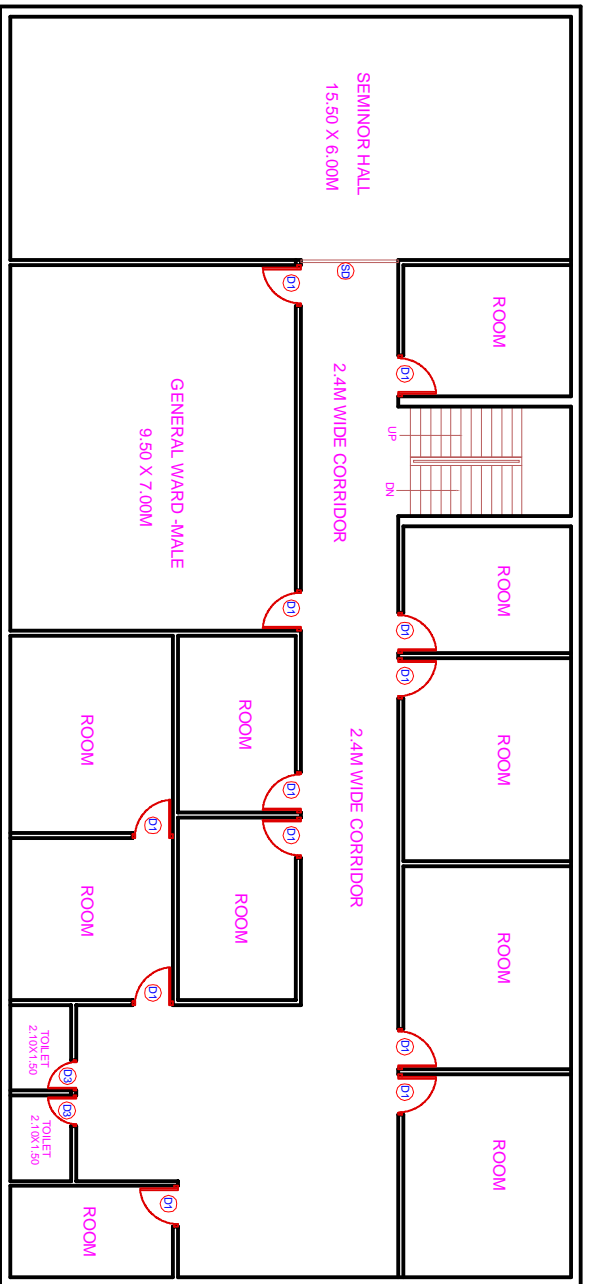 SEMINOR HALL
15.50 X 6.00M
SD
D1
ROOM
D1
UP
DN
2.4M WIDE CORRIDOR
GENERAL WARD -MALE
9.50 X 7.00M
D1
ROOM
D1
D1
ROOM
2.4M WIDE CORRIDOR
ROOM
D1
ROOM
D1
D1
ROOM
D1
ROOM
D1
ROOM
D1
D1
ROOM
TOILET
2.10X1.50
D3
D3
TOILET
2.10X1.50
D1
ROOM